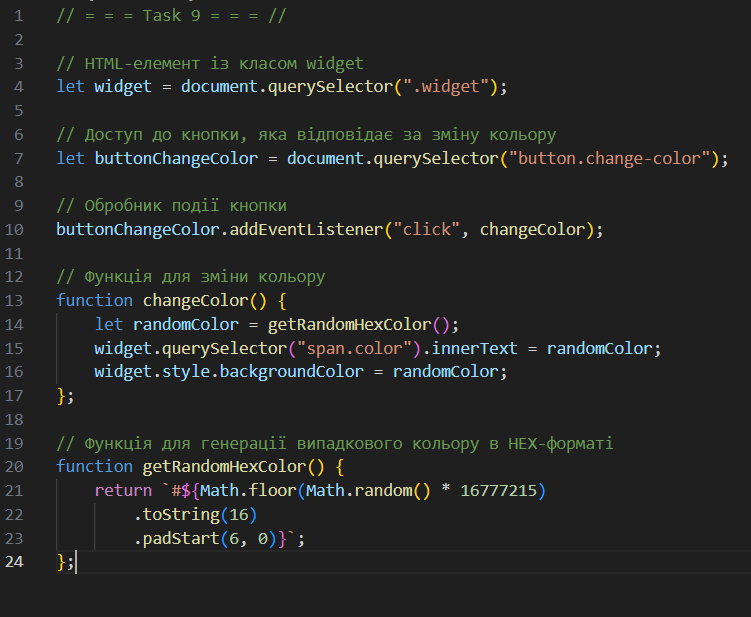 1 // = = = Task 9 = = = //
2
3 // HTML-елемент із класом widget
4 let widget = document.querySelector(".widget");
5
6 // Доступ до кнопки, яка відповідає за зміну кольору
7 let buttonChangeColor = document.querySelector("button.change-color");
8
9 // Обробник події кнопки
10 buttonChangeColor.addEventListener("click", changeColor);
11
12 // Функція для зміни кольору
13 function changeColor() {
14 let randomColor = getRandomHexColor();
15 widget.querySelector("span.color").innerText = randomColor;
16 widget.style.backgroundColor = randomColor;
17 };
18
19 // Функція для генерації випадкового кольору в HEX-форматі
20 function getRandomHexColor() {
21 return `#${Math.floor(Math.random() * 16777215)
22 .toString(16)
23 .padStart(6, 0)}`;
24 };